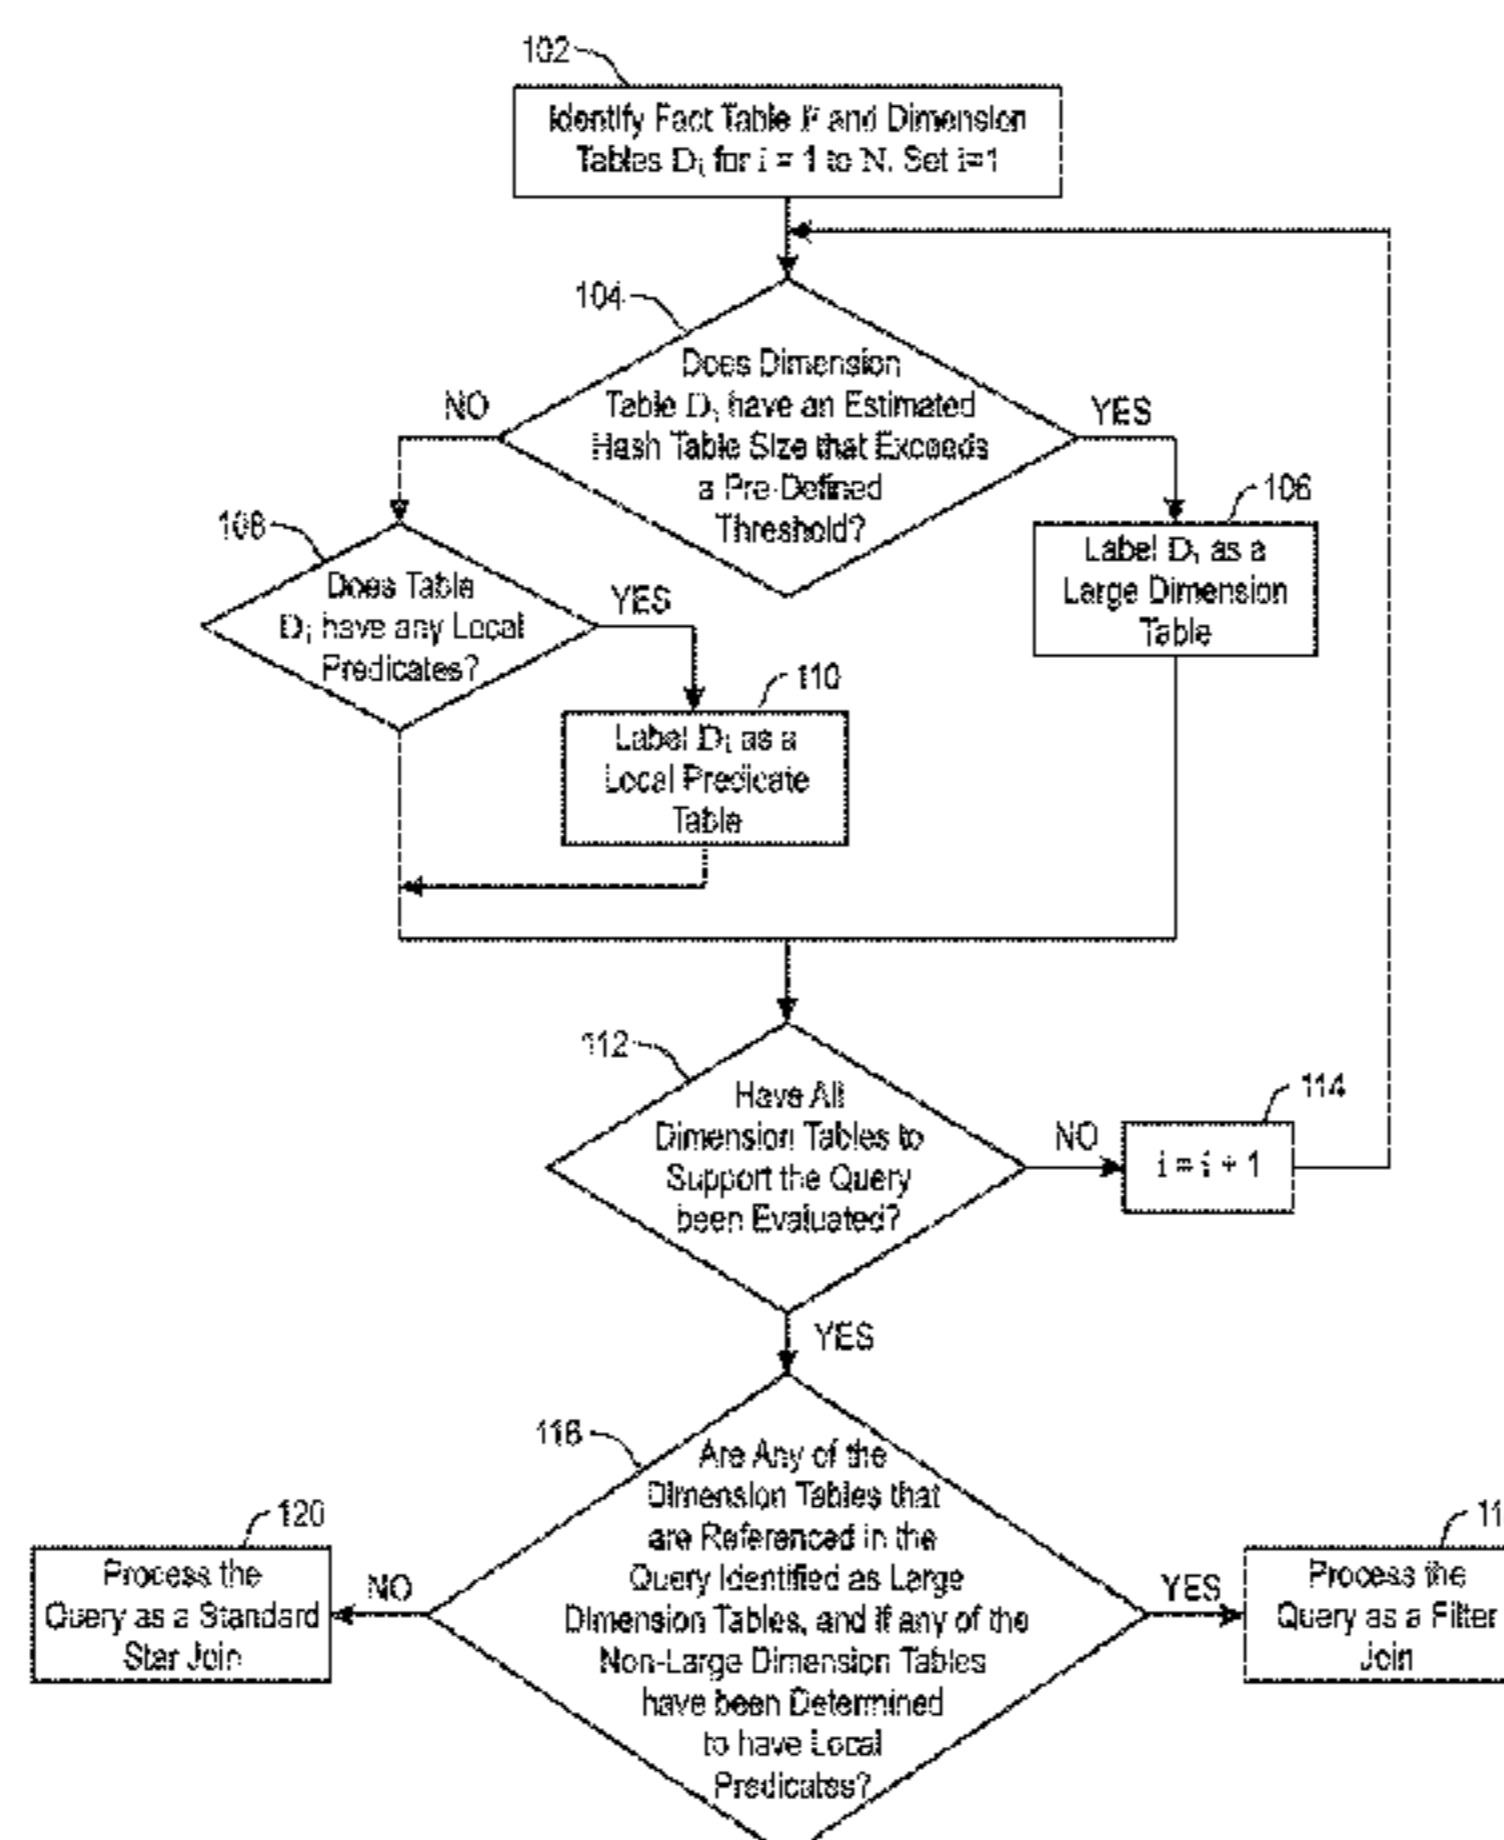 102
Identify Fact Table F and Dimension
Tables Di for i = 1 to N. Set i=1
104
Does Dimension
Table Di have an Estimated
Hash Table Size that Exceeds
a Pre-Defined
Threshold?
NO
YES
106
Label Di as a
Large Dimension
Table
108
Does Table
Di have any Local
Predicates?
YES
110
Label Di as a
Local Predicate
Table
112
Have All
Dimension Tables to
Support the Query
been Evaluated?
NO
114
i = i + 1
YES
116
Are Any of the
Dimension Tables that
are Referenced in the
Query Identified as Large
Dimension Tables, and if any of the
Non-Large Dimension Tables
have been Determined
to have Local
Predicates?
NO
120
Process the
Query as a Standard
Star Join
YES
11
Process the
Query as a Filter
Join